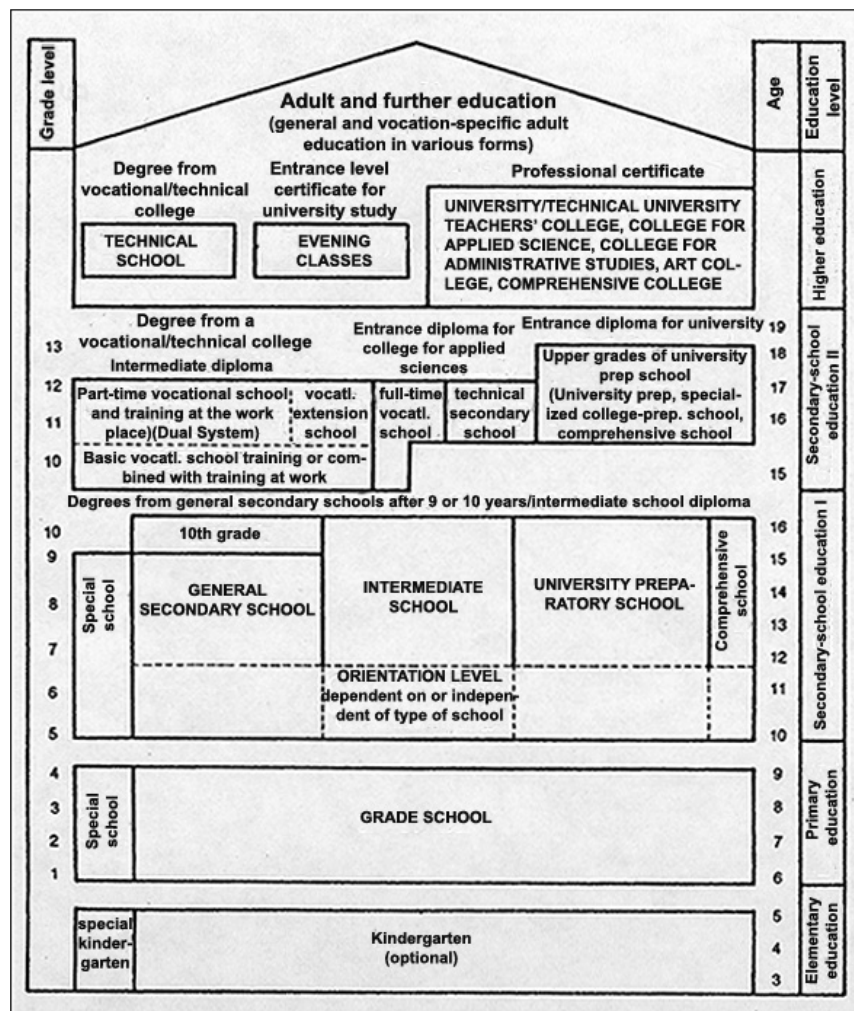 Grade level
Age
Education level
Adult and further education
(general and vocation-specific adult
education in various forms)
Degree from
vocational/technical
college
Entrance level
certificate for
university study
Professional certificate
TECHNICAL
SCHOOL
EVENING
CLASSES
UNIVERSITY/TECHNICAL UNIVERSITY
TEACHERS' COLLEGE, COLLEGE FOR
APPLIED SCIENCE, COLLEGE FOR
ADMINISTRATIVE STUDIES, ART COL-
LEGE, COMPREHENSIVE COLLEGE
Higher education
Degree from a
vocational/technical college
Intermediate diploma
Entrance diploma for
college for applied
sciences
Entrance diploma for university
13
12
11
10
Part-time vocational school
and training at the work
place)(Dual System)
vocatl.
extension
school
full-time
vocatl.
school
technical
secondary
school
Upper grades of university
prep school
(University prep, special-
ized college-prep. school,
comprehensive school
Basic vocatl. school training or com-
bined with training at work
19
18
17
16
15
Secondary-school
education II
Degrees from general secondary schools after 9 or 10 years/intermediate school diploma
10
9
8
7
6
5
Special
school
10th grade
GENERAL
SECONDARY SCHOOL
INTERMEDIATE
SCHOOL
UNIVERSITY PREPA-
RATORY SCHOOL
Comprehensive
school
ORIENTATION LEVEL
dependent on or indepen-
dent of type of school
16
15
14
13
12
11
10
Secondary-school education I
4
3
2
1
Special
school
GRADE SCHOOL
9
8
7
6
Primary
education
special
kinder-
garten
Kindergarten
(optional)
5
4
3
Elementary
education